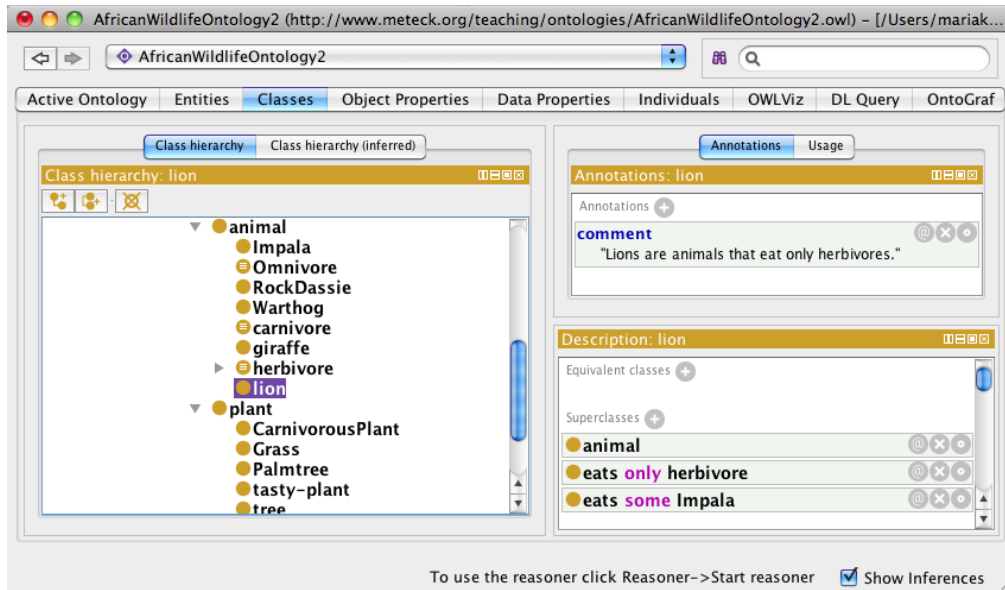 AfricanWildlifeOntology2 (http://www.meteck.org/teaching/ontologies/AfricanWildlifeOntology2.owl) – [/Users/mariak...
AfricanWildlifeOntology2
Active Ontology Entities Classes Object Properties Data Properties Individuals OWLViz DL Query OntoGraf
Class hierarchy Class hierarchy (inferred)
Class hierarchy: lion
animal
Impala
Omnivore
RockDassie
Warthog
carnivore
giraffe
herbivore
lion
plant
CarnivorousPlant
Grass
Palmtree
tasty-plant
tree
Annotations Usage
Annotations: lion
Annotations
comment
"Lions are animals that eat only herbivores."
Description: lion
Equivalent classes
Superclasses
animal
eats only herbivore
eats some Impala
To use the reasoner click Reasoner->Start reasoner Show Inferences